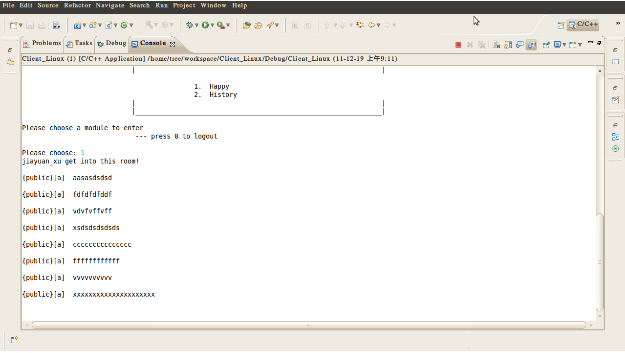 File Edit Source Refactor Navigate Search Run Project Window Help
C/C++
Problems Tasks Debug Console
Client_Linux (1) [C/C++ Application] /home/tree/workspace/Client_Linux/Debug/Client_Linux (11-12-19 上午9:11)
1. Happy
2. History
Please choose a module to enter
--- press 0 to logout
Please choose: 1
jiayuan_xu get into this room!
{public}[a] aasasdsdsd
{public}[a] fdfdfdfddf
{public}[a] vdvfvffvff
{public}[a] xsdsdsdsdsds
{public}[a] ccccccccccccccc
{public}[a] ffffffffffff
{public}[a] vvvvvvvvvv
{public}[a] xxxxxxxxxxxxxxxxxxxxx